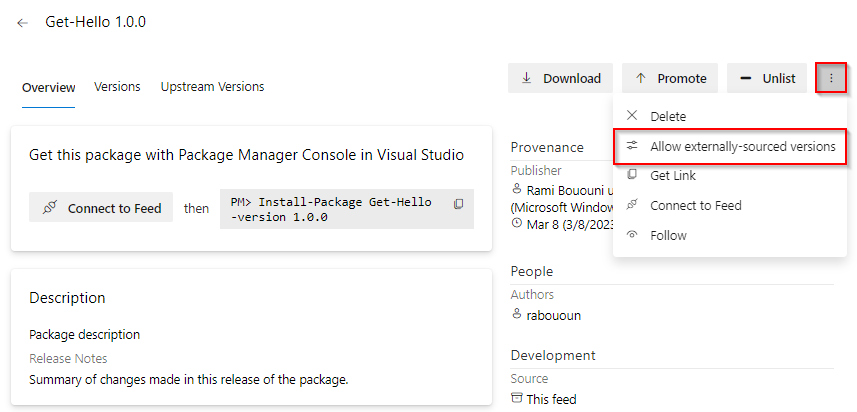 Get-Hello 1.0.0
Overview
Versions
Upstream Versions
Download
Promote
Unlist
Delete
Allow externally-sourced versions
Get Link
Connect to Feed
Follow
Get this package with Package Manager Console in Visual Studio
Connect to Feed
then
PM> Install-Package Get-Hello
-version 1.0.0
Description
Package description
Release Notes
Summary of changes made in this release of the package.
Provenance
Publisher
Rami Bououni u
(Microsoft Window
Mar 8 (3/8/2023
People
Authors
rabououn
Development
Source
This feed